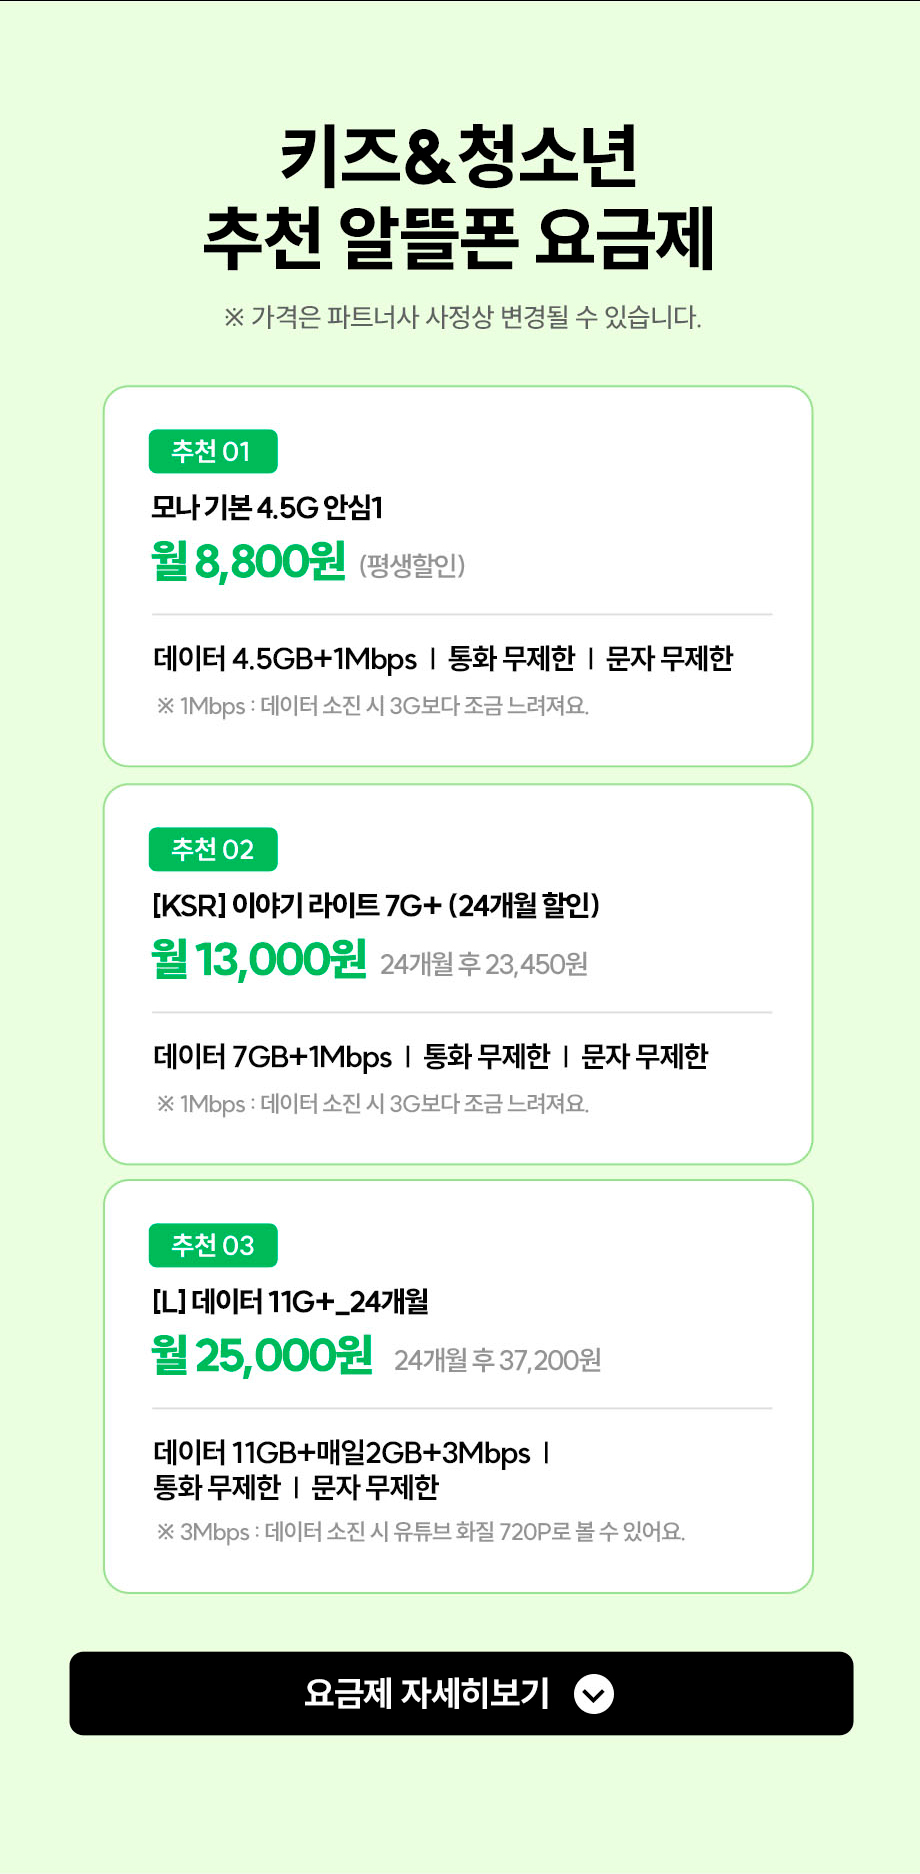 키즈&청소년
추천 알뜰폰 요금제
※ 가격은 파트너사 사정상 변경될 수 있습니다.
추천 01
모나 기본 4.5G 안심1
월 8,800원 (평생할인)
데이터 4.5GB+1Mbps | 통화 무제한 | 문자 무제한
※ 1Mbps : 데이터 소진 시 3G보다 조금 느려져요.
추천 02
[KSR] 이야기 라이트 7G+ (24개월 할인)
월 13,000원 24개월 후 23,450원
데이터 7GB+1Mbps | 통화 무제한 | 문자 무제한
※ 1Mbps : 데이터 소진 시 3G보다 조금 느려져요.
추천 03
[L] 데이터 11G+_24개월
월 25,000원 24개월 후 37,200원
데이터 11GB+매일2GB+3Mbps |
통화 무제한 | 문자 무제한
※ 3Mbps : 데이터 소진 시 유튜브 화질 720P로 볼 수 있어요.
요금제 자세히보기